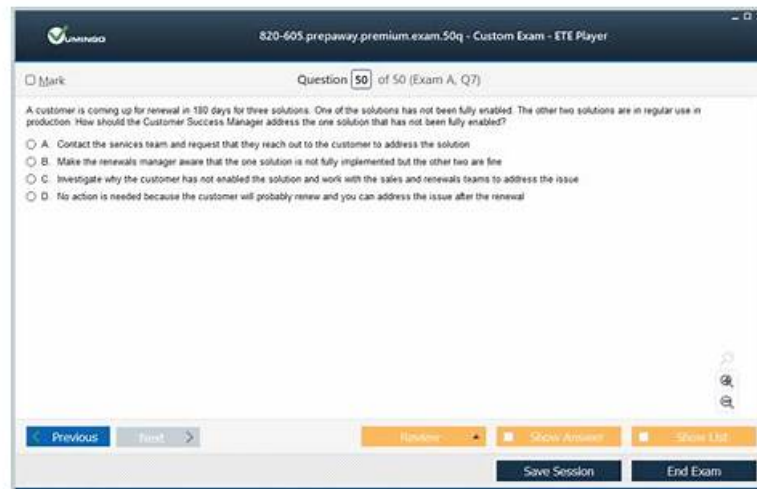 VUMINGO
820-605.prepaway.premium.exam.50q - Custom Exam - ETE Player
Mark
Question 50 of 50 (Exam A, Q7)
A customer is coming up for renewal in 180 days for three solutions. One of the solutions has not been fully enabled. The other two solutions are in regular use in
production. How should the Customer Success Manager address the one solution that has not been fully enabled?
A. Contact the services team and request that they reach out to the customer to address the solution
B. Make the renewals manager aware that the one solution is not fully implemented but the other two are fine
C. Investigate why the customer has not enabled the solution and work with the sales and renewals teams to address the issue
D. No action is needed because the customer will probably renew and you can address the issue after the renewal
Previous
Next
Review
Show Answer
Show List
Save Session
End Exam